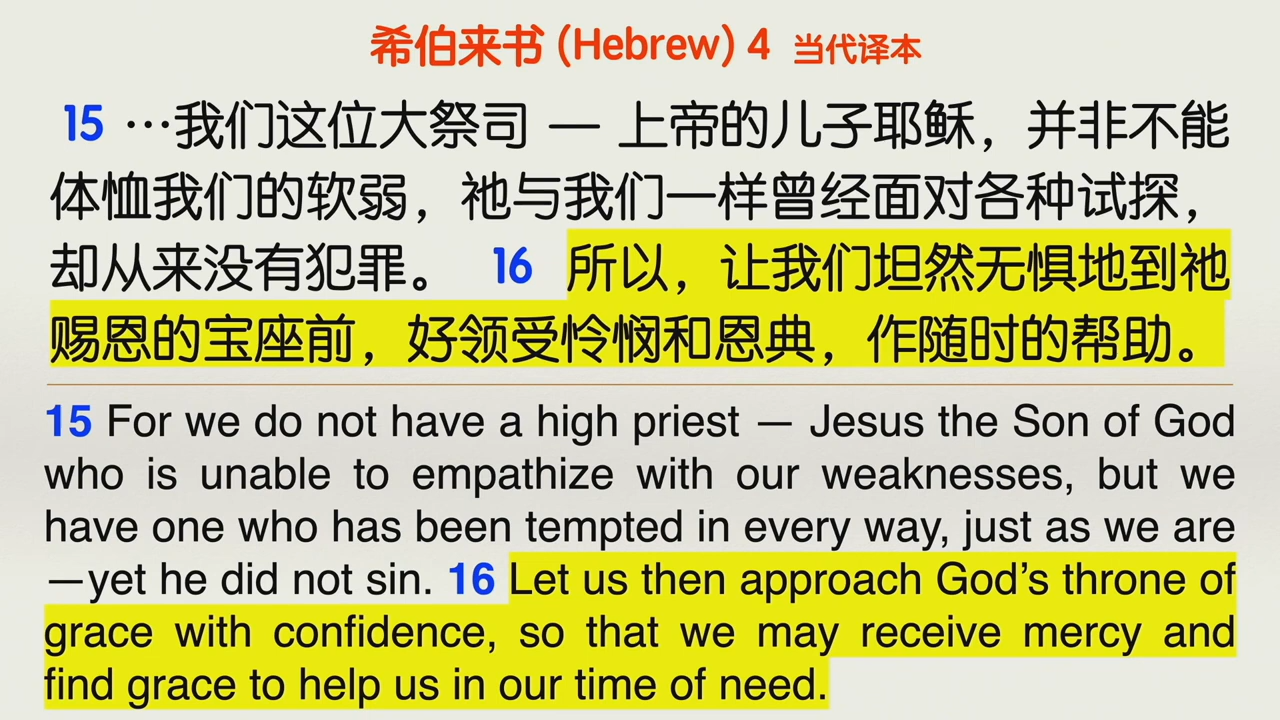 希伯来书 (Hebrew) 4 当代译本
15 …我们这位大祭司 — 上帝的儿子耶稣，并非不能
体恤我们的软弱，祂与我们一样曾经面对各种试探，
却从来没有犯罪。 16 所以，让我们坦然无惧地到祂
赐恩的宝座前，好领受怜悯和恩典，作随时的帮助。
15 For we do not have a high priest — Jesus the Son of God
who is unable to empathize with our weaknesses, but we
have one who has been tempted in every way, just as we are
—yet he did not sin. 16 Let us then approach God’s throne of
grace with confidence, so that we may receive mercy and
find grace to help us in our time of need.